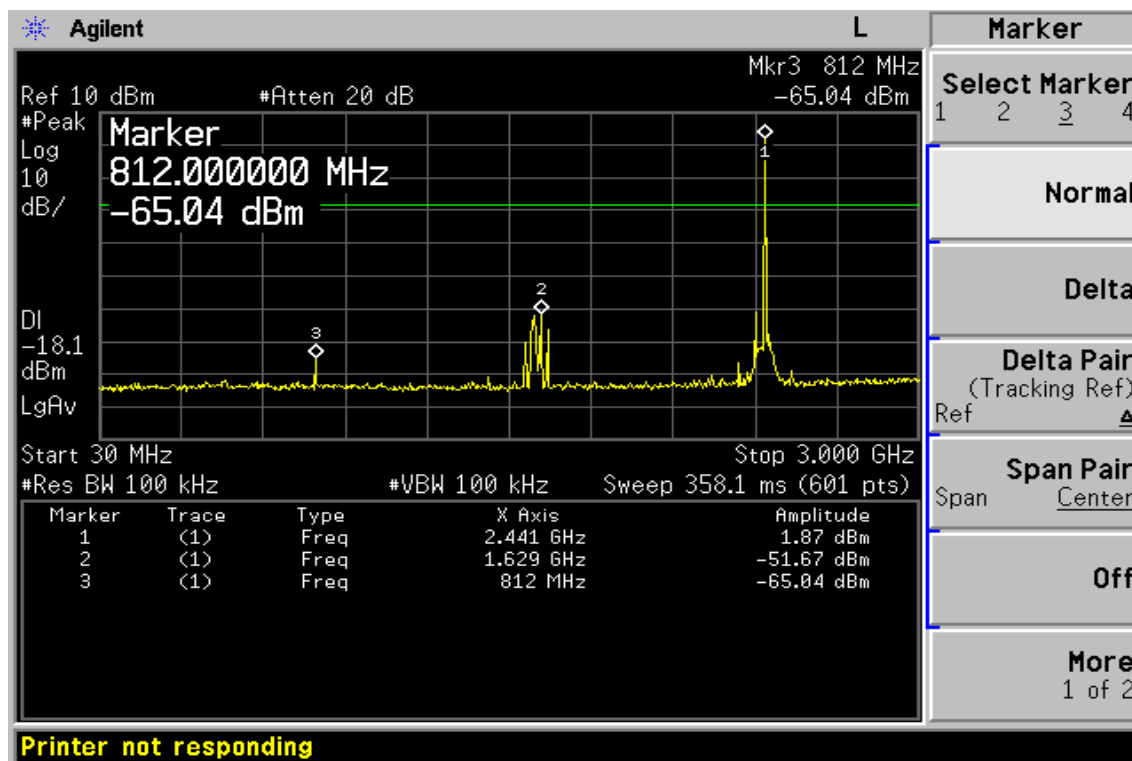 Agilent L Marker
Mkr3 812 MHz
Ref 10 dBm #Atten 20 dB -65.04 dBm
#Peak
Log
10
dB/
Marker
812.000000 MHz
-65.04 dBm
1
2
3
DI
-18.1
dBm
LgAv
Start 30 MHz Stop 3.000 GHz
#Res BW 100 kHz #VBW 100 kHz Sweep 358.1 ms (601 pts)
Marker Trace Type X Axis Amplitude
1 (1) Freq 2.441 GHz 1.87 dBm
2 (1) Freq 1.629 GHz -51.67 dBm
3 (1) Freq 812 MHz -65.04 dBm
Select Marker
1 2 3 4
Normal
Delta
Delta Pair
(Tracking Ref)
Ref Δ
Span Pair
Span Center
Off
More
1 of 2
Printer not responding